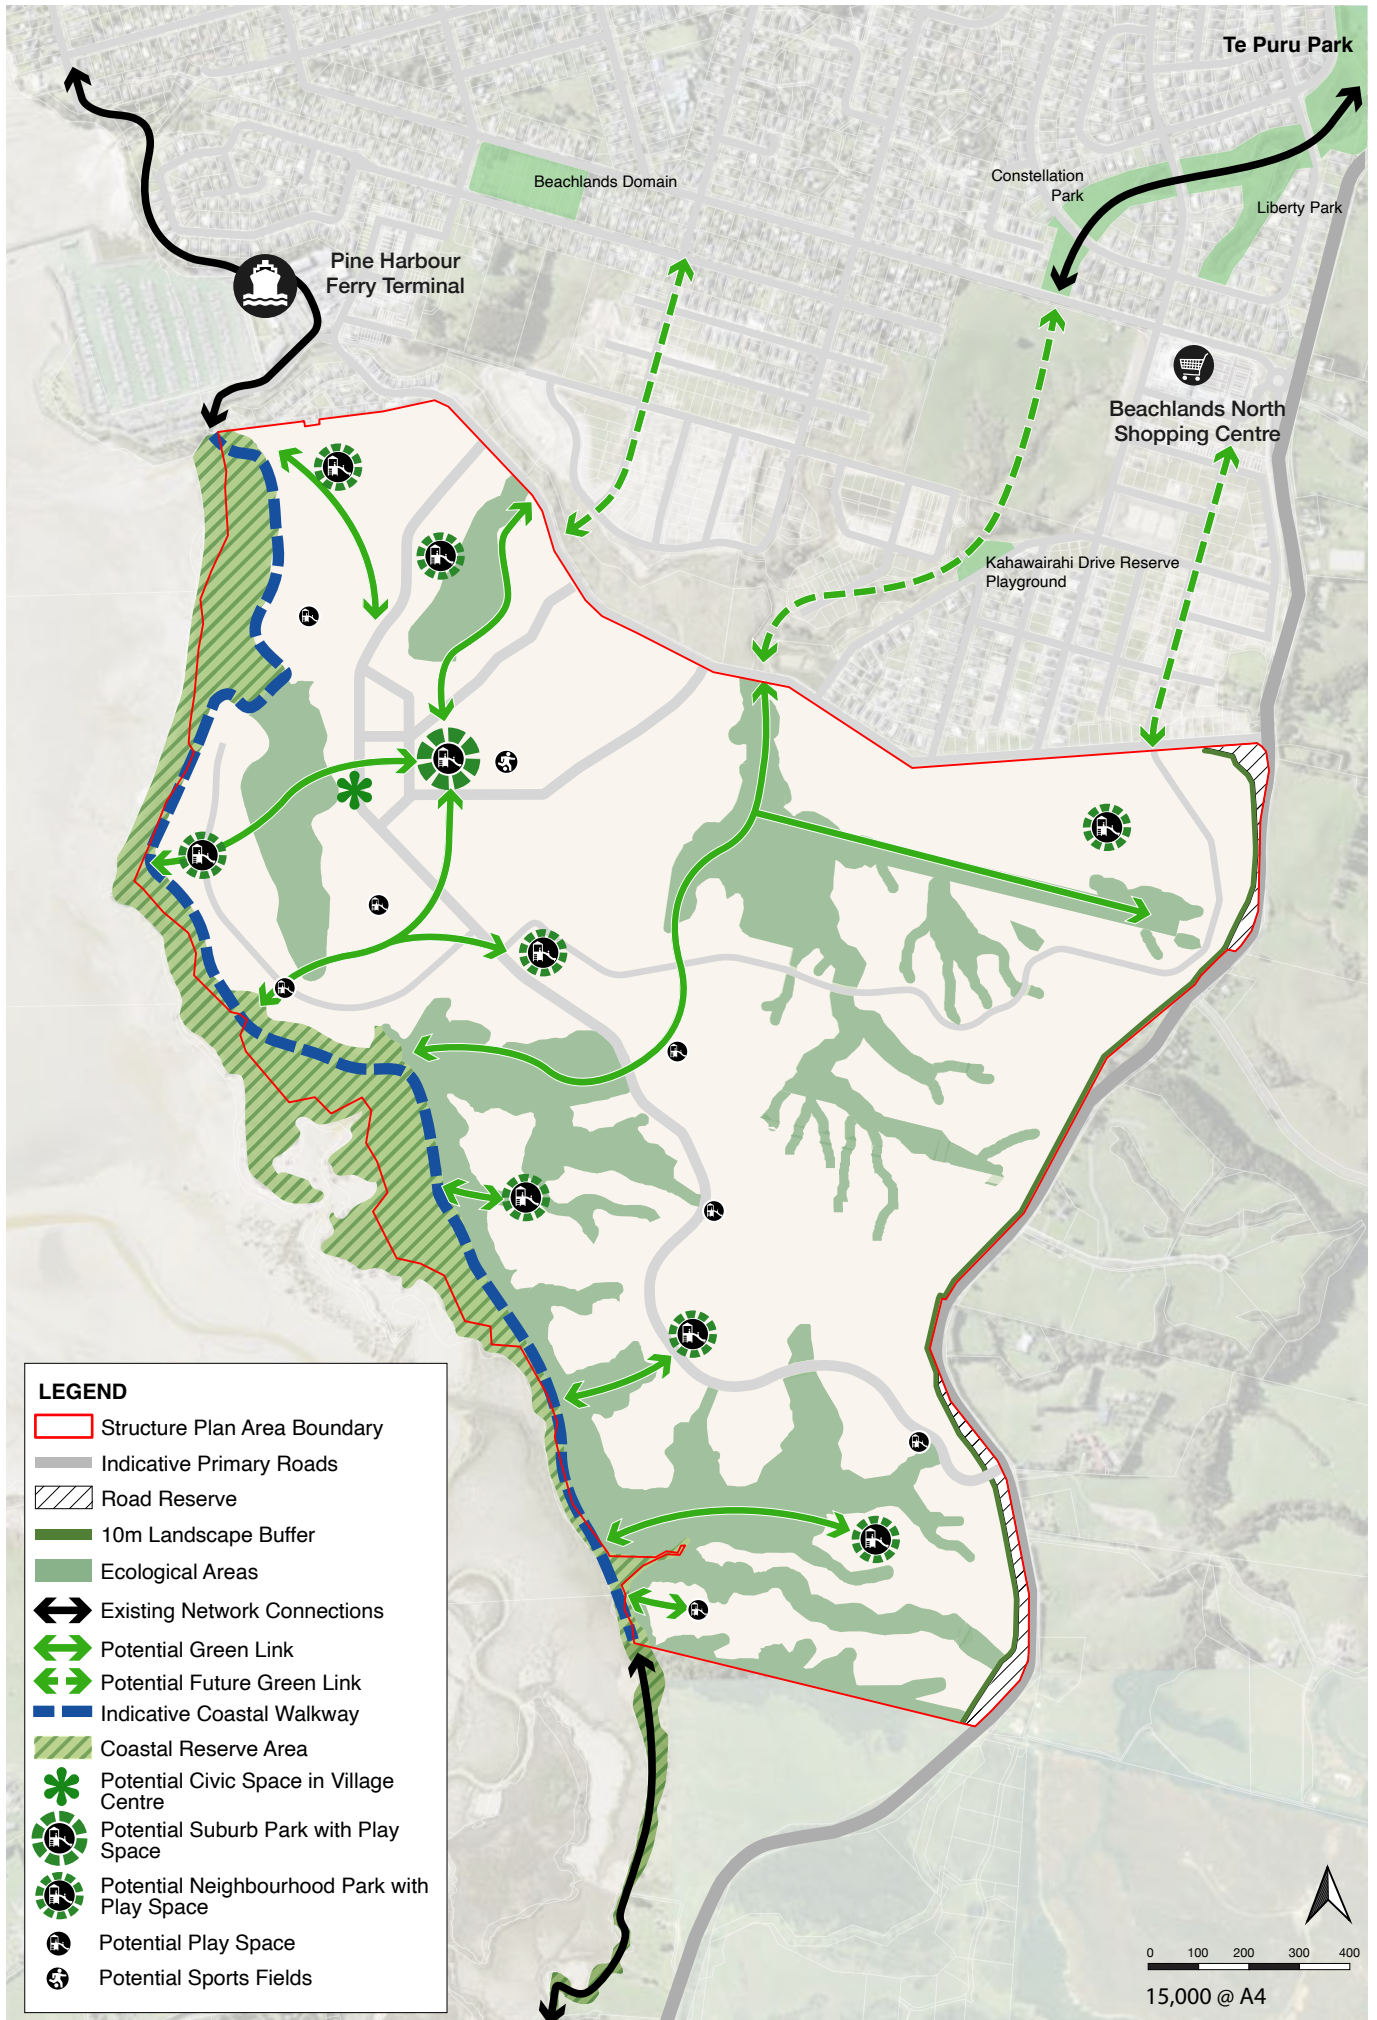 Te Puru Park
Constellation
Park
Beachlands Domain
Liberty Park
Pine Harbour
Ferry Terminal
Beachlands North
Shopping Centre
Kahawairahi Drive Reserve
Playground
LEGEND
Structure Plan Area Boundary
Indicative Primary Roads
Road Reserve
10m Landscape Buffer
Ecological Areas
Existing Network Connections
Potential Green Link
Potential Future Green Link
Indicative Coastal Walkway
Coastal Reserve Area
Potential Civic Space in Village
Centre
Potential Suburb Park with Play
Space
Potential Neighbourhood Park with
Play Space
Potential Play Space
Potential Sports Fields
0 100 200 300 400
15,000 @ A4